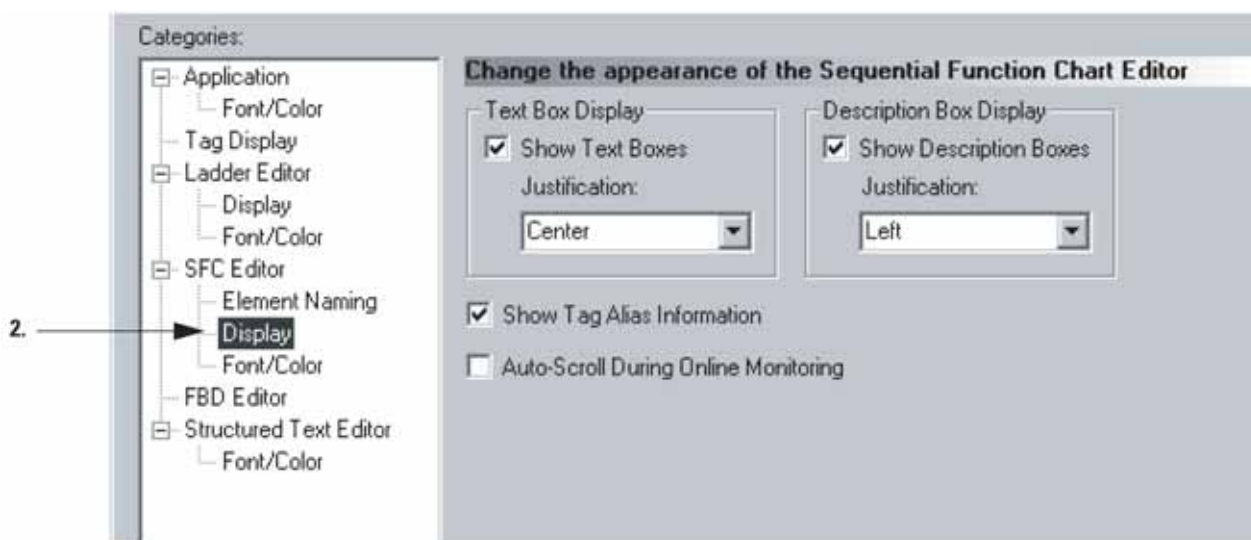 Categories:
Application
Font/Color
Tag Display
Ladder Editor
Display
Font/Color
SFC Editor
Element Naming
2.
Display
Font/Color
FBD Editor
Structured Text Editor
Font/Color
Change the appearance of the Sequential Function Chart Editor
Text Box Display
Show Text Boxes
Justification:
Center
Description Box Display
Show Description Boxes
Justification:
Left
Show Tag Alias Information
Auto-Scroll During Online Monitoring